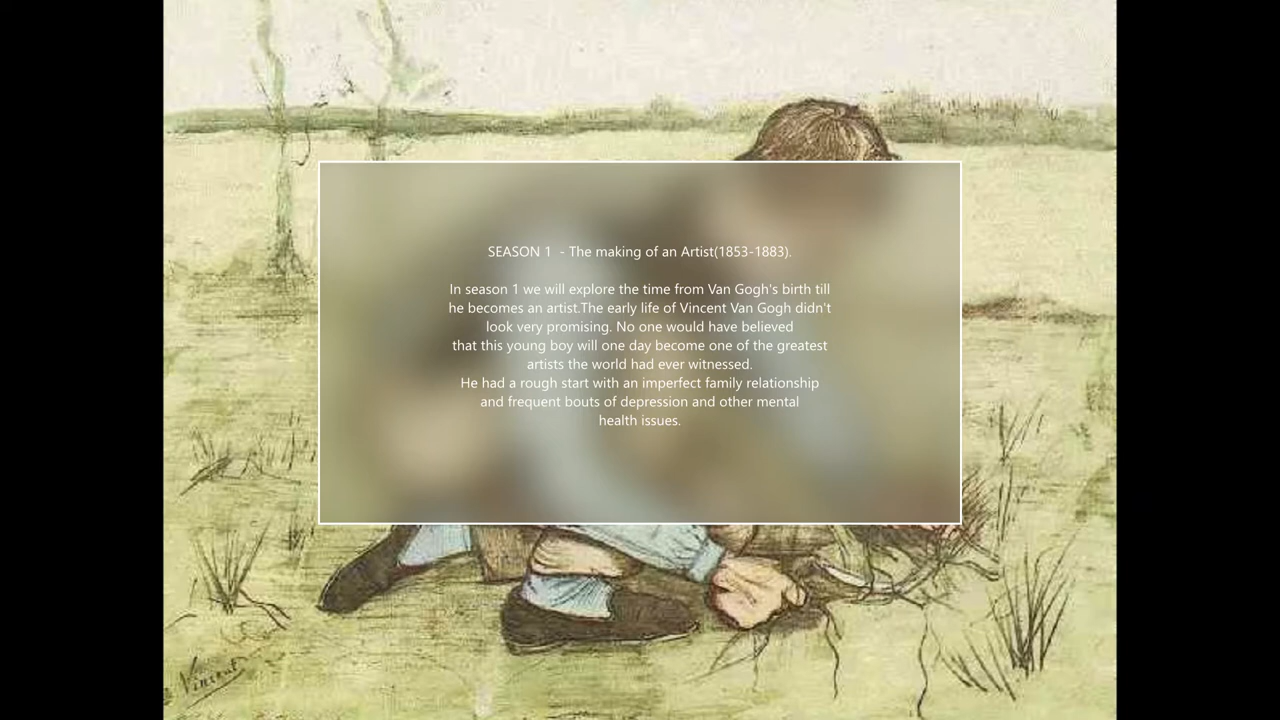 SEASON 1  - The making of an Artist(1853-1883).
In season 1 we will explore the time from Van Gogh's birth till
he becomes an artist.The early life of Vincent Van Gogh didn't
look very promising. No one would have believed
that this young boy will one day become one of the greatest
artists the world had ever witnessed.
He had a rough start with an imperfect family relationship
and frequent bouts of depression and other mental
health issues.
Vincent